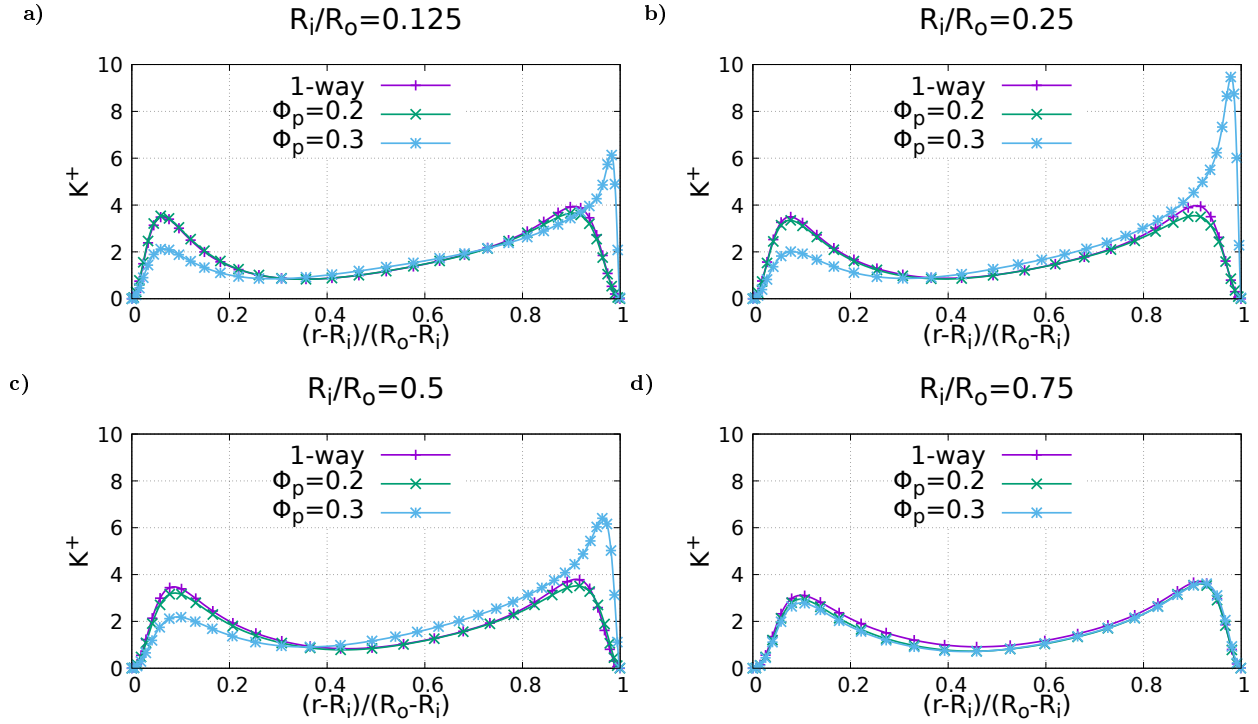 a)
R_i/R_o=0.125
K^+
10
8
6
4
2
0
1-way
Φ_p=0.2
Φ_p=0.3
0 0.2 0.4 0.6 0.8 1
(r-R_i)/(R_o-R_i)
b)
R_i/R_o=0.25
K^+
10
8
6
4
2
0
1-way
Φ_p=0.2
Φ_p=0.3
0 0.2 0.4 0.6 0.8 1
(r-R_i)/(R_o-R_i)
c)
R_i/R_o=0.5
K^+
10
8
6
4
2
0
1-way
Φ_p=0.2
Φ_p=0.3
0 0.2 0.4 0.6 0.8 1
(r-R_i)/(R_o-R_i)
d)
R_i/R_o=0.75
K^+
10
8
6
4
2
0
1-way
Φ_p=0.2
Φ_p=0.3
0 0.2 0.4 0.6 0.8 1
(r-R_i)/(R_o-R_i)